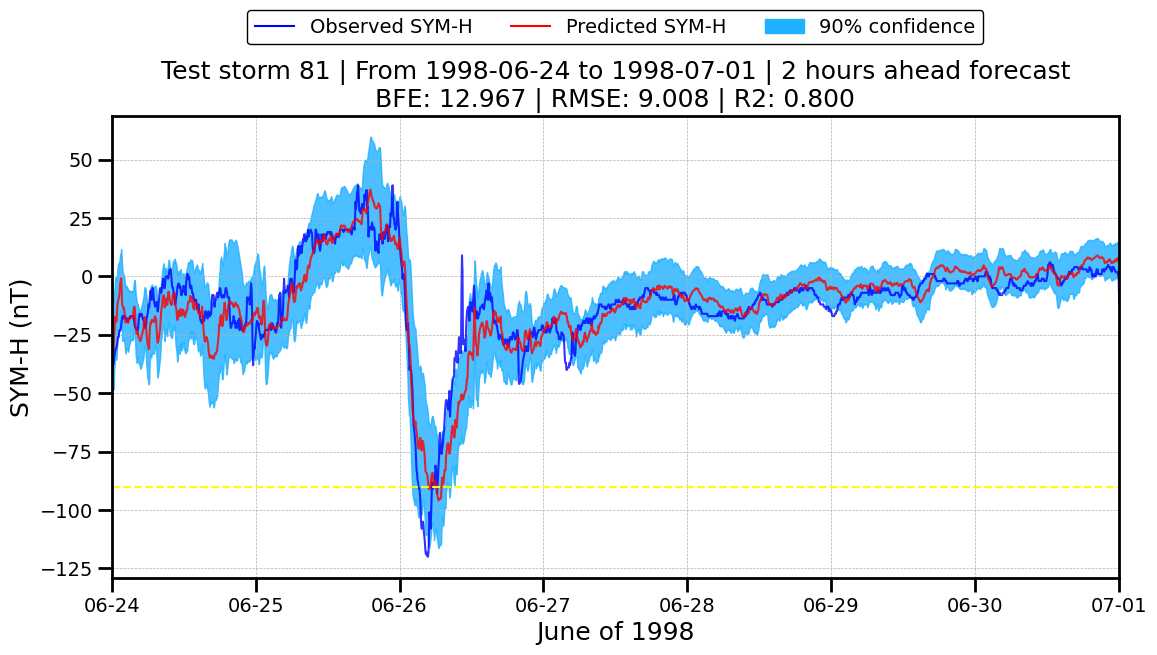 Observed SYM-H Predicted SYM-H 90% confidence
Test storm 81 | From 1998-06-24 to 1998-07-01 | 2 hours ahead forecast
BFE: 12.967 | RMSE: 9.008 | R2: 0.800
SYM-H (nT)
50
25
0
−25
−50
−75
−100
−125
06-24 06-25 06-26 06-27 06-28 06-29 06-30 07-01
June of 1998